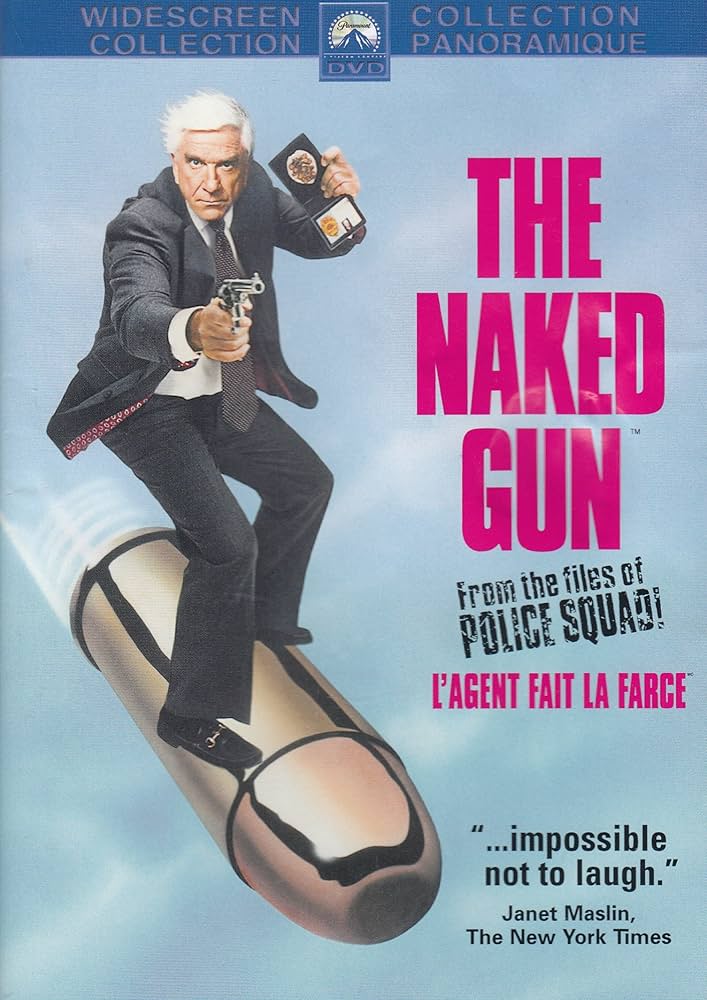 WIDESCREEN COLLECTION
COLLECTION PANORAMIQUE
Paramount
DVD
THE
NAKED
GUN™
From the files of
POLICE SQUAD!
L'AGENT FAIT LA FARCE
"...impossible
not to laugh."
Janet Maslin,
The New York Times